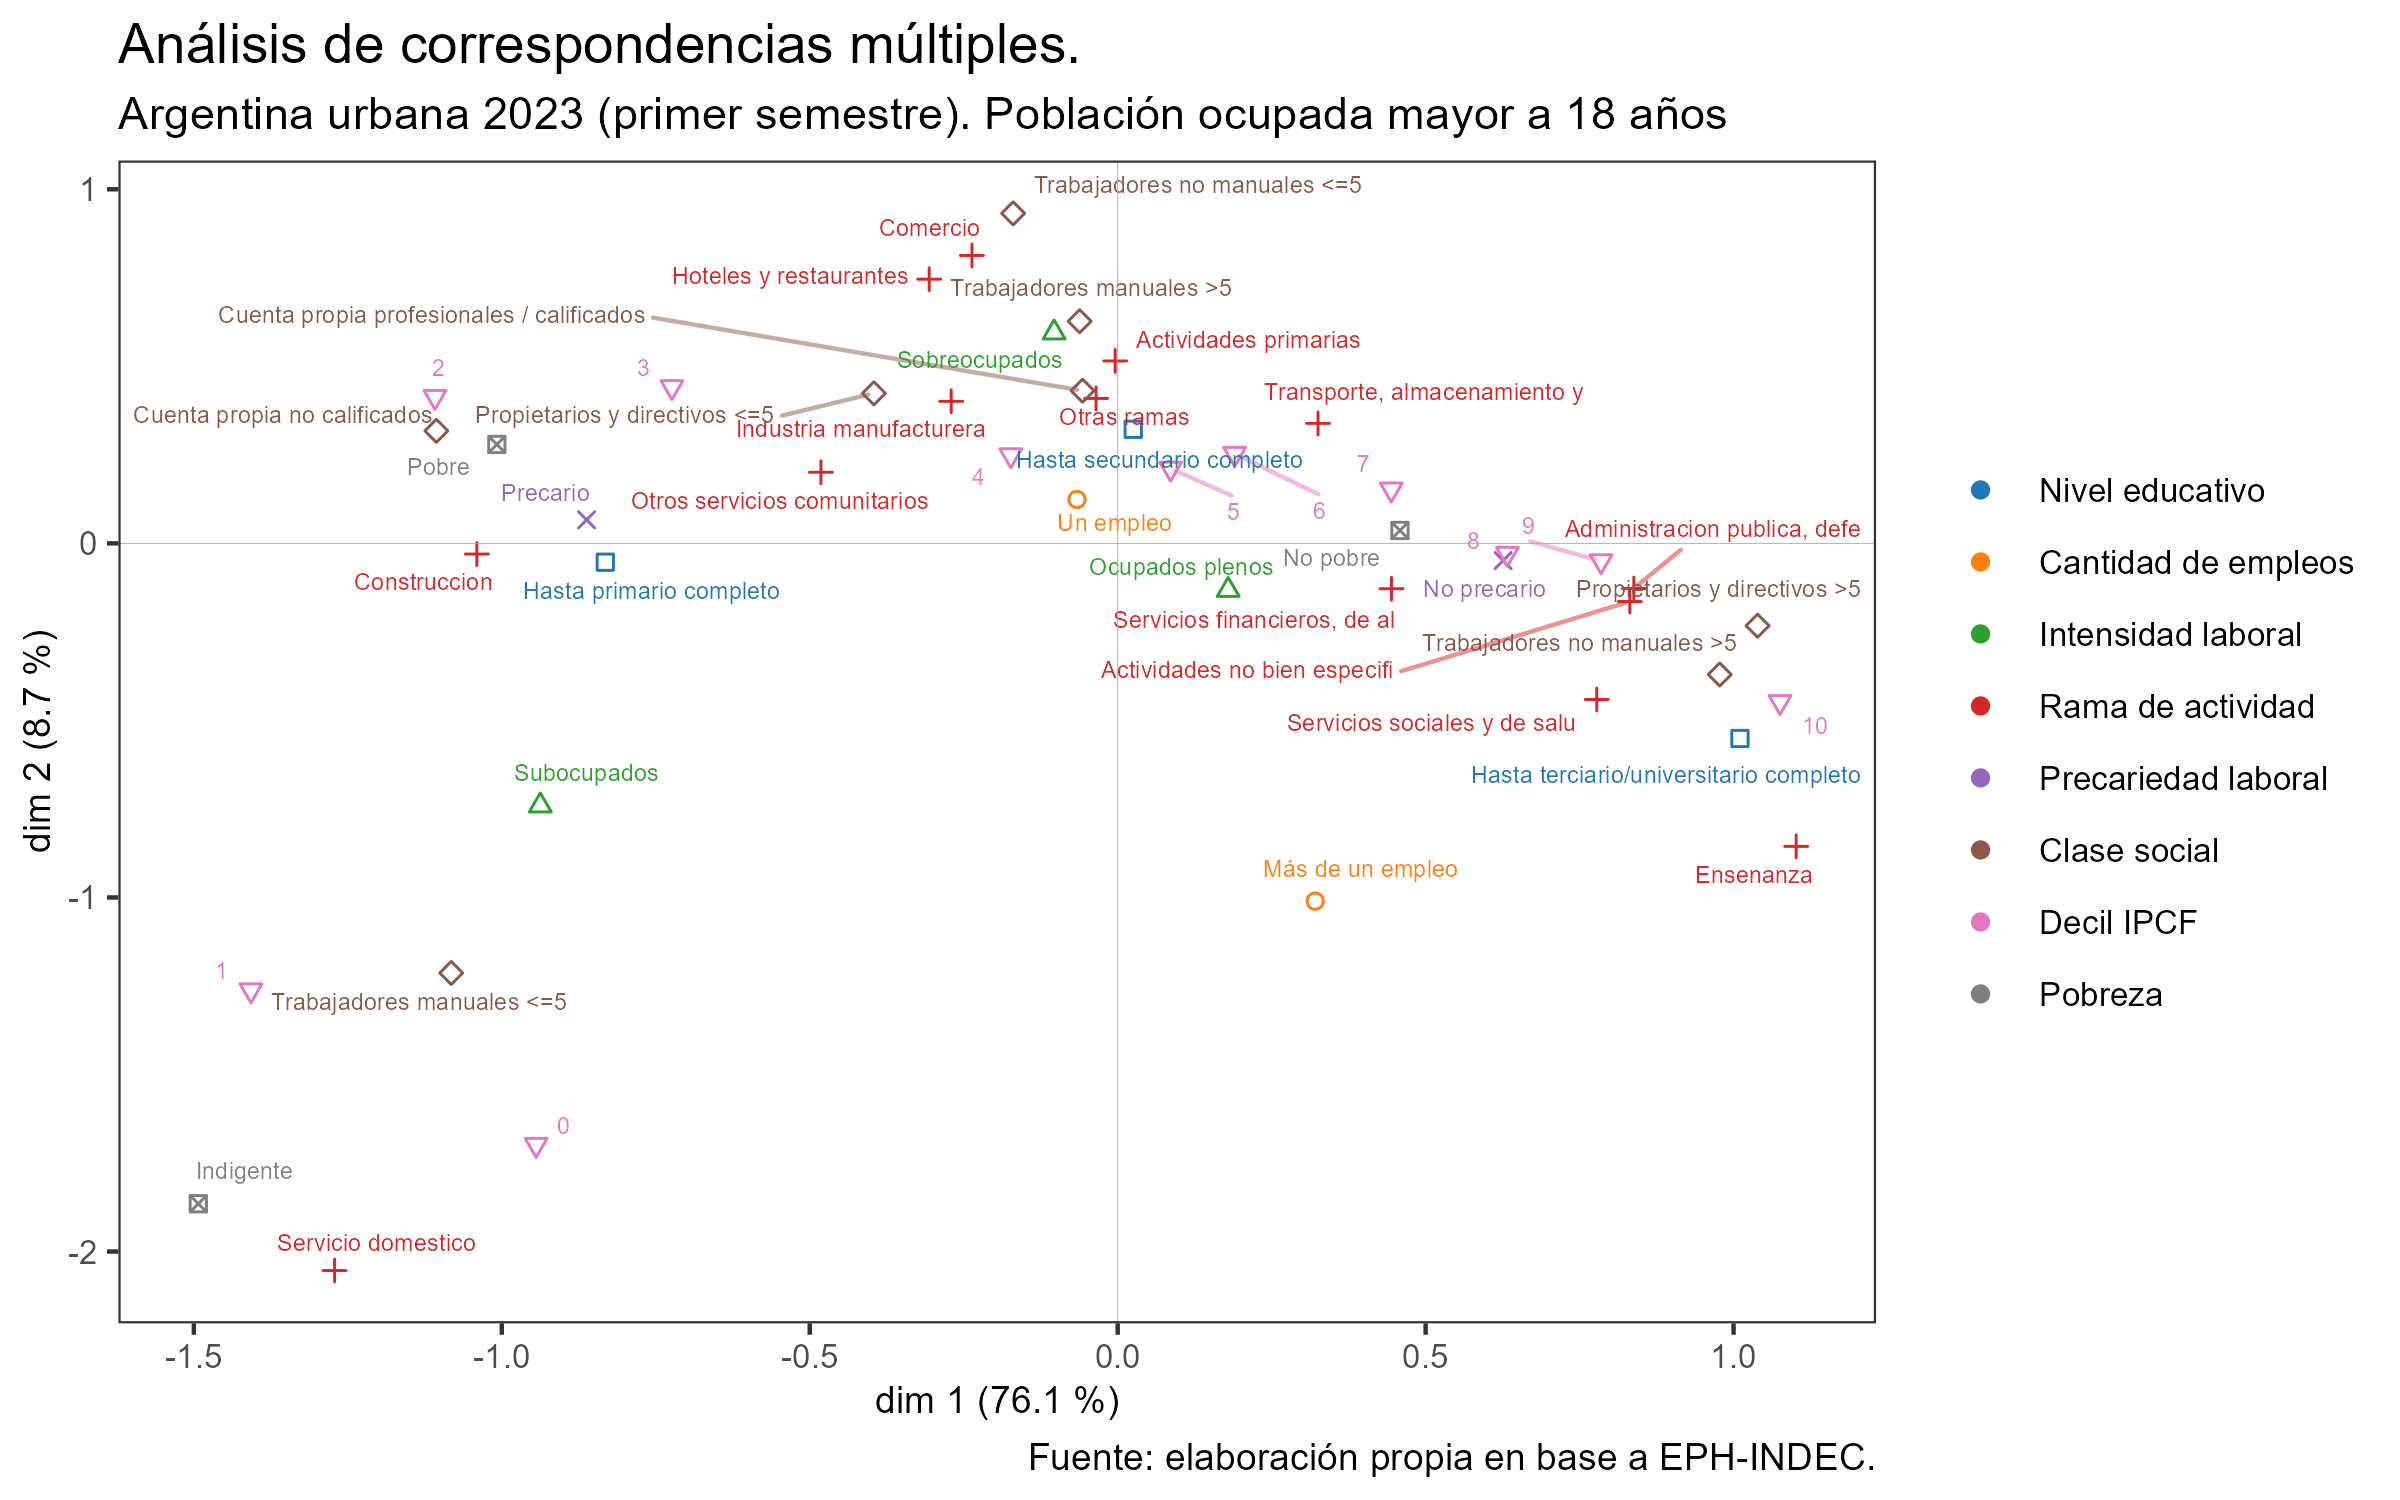 Análisis de correspondencias múltiples.
Argentina urbana 2023 (primer semestre). Población ocupada mayor a 18 años
Trabajadores no manuales <=5
Comercio
Hoteles y restaurantes
Trabajadores manuales >5
Cuenta propia profesionales / calificados
Actividades primarias
Sobreocupados
2
3
Transporte, almacenamiento y
Cuenta propia no calificados
Propietarios y directivos <=5
Otras ramas
Industria manufacturera
Pobre
Hasta secundario completo
7
4
Precario
Otros servicios comunitarios
5
6
Un empleo
9
Administracion publica, defe
8
No pobre
Ocupados plenos
Construccion
Hasta primario completo
No precario
Propietarios y directivos >5
Servicios financieros, de al
Trabajadores no manuales >5
Actividades no bien especifi
Servicios sociales y de salu
10
Subocupados
Hasta terciario/universitario completo
Más de un empleo
Ensenanza
1
Trabajadores manuales <=5
0
Indigente
Servicio domestico
1
0
-1
-2
dim 2 (8.7 %)
-1.5
-1.0
-0.5
0.0
0.5
1.0
dim 1 (76.1 %)
Nivel educativo
Cantidad de empleos
Intensidad laboral
Rama de actividad
Precariedad laboral
Clase social
Decil IPCF
Pobreza
Fuente: elaboración propia en base a EPH-INDEC.